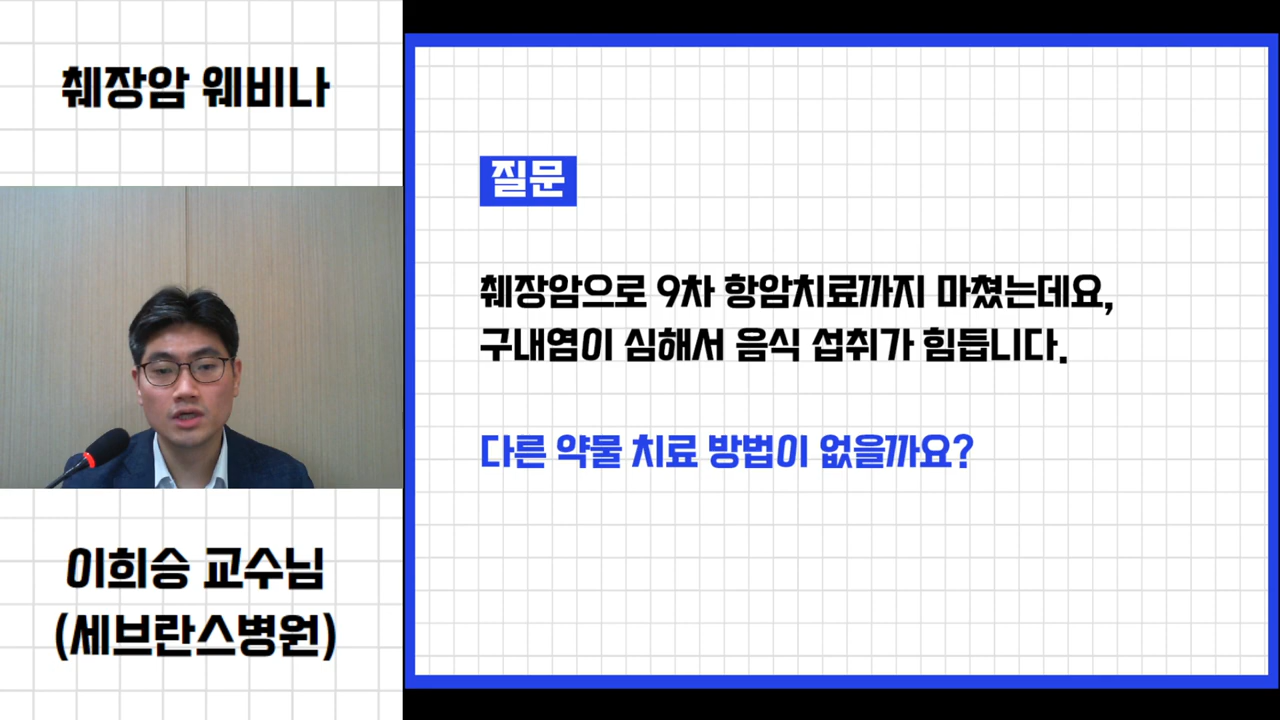 췌장암 웨비나
이희승 교수님
(세브란스병원)
질문
췌장암으로 9차 항암치료까지 마쳤는데요,
구내염이 심해서 음식 섭취가 힘듭니다.
다른 약물 치료 방법이 없을까요?